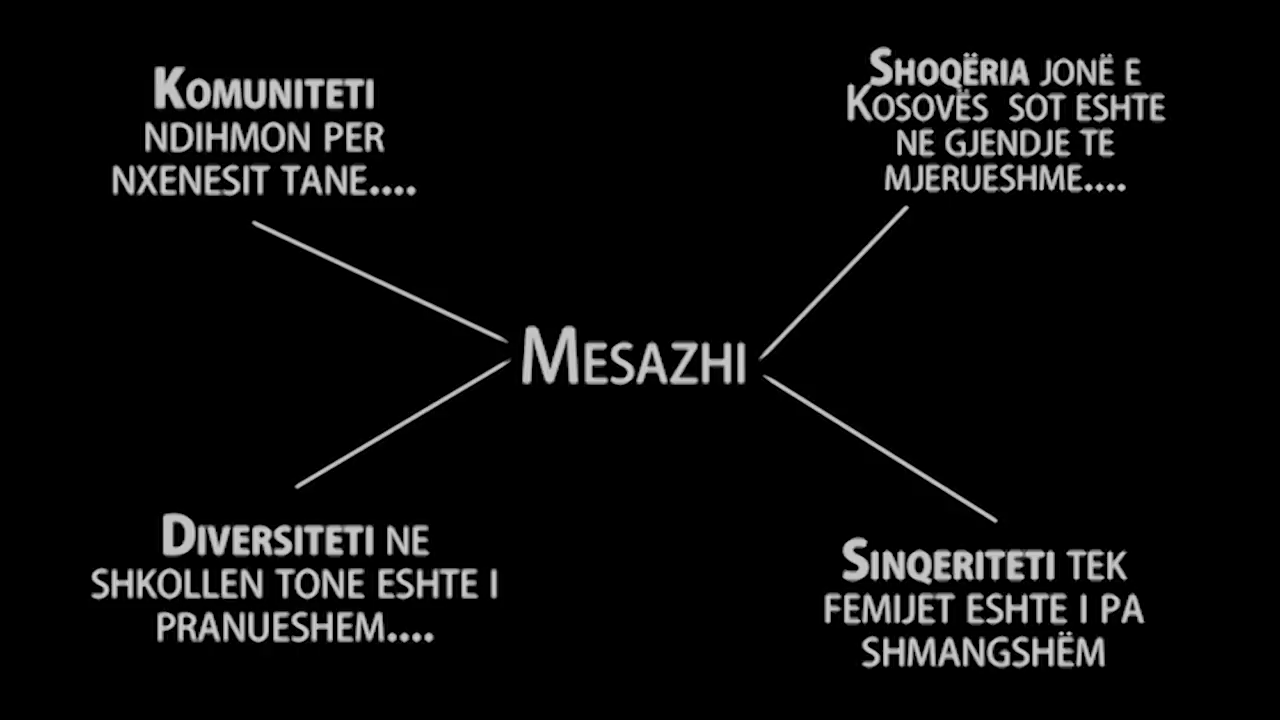 Komuniteti
ndihmon per
nxenesit tane....
Shoqëria jonë e
Kosovës sot eshte
ne gjendje te
mjerueshme....
Mesazhi
Diversiteti ne
shkollen tone eshte i
pranueshem....
Sinqeriteti tek
femijet eshte i pa
shmangshëm